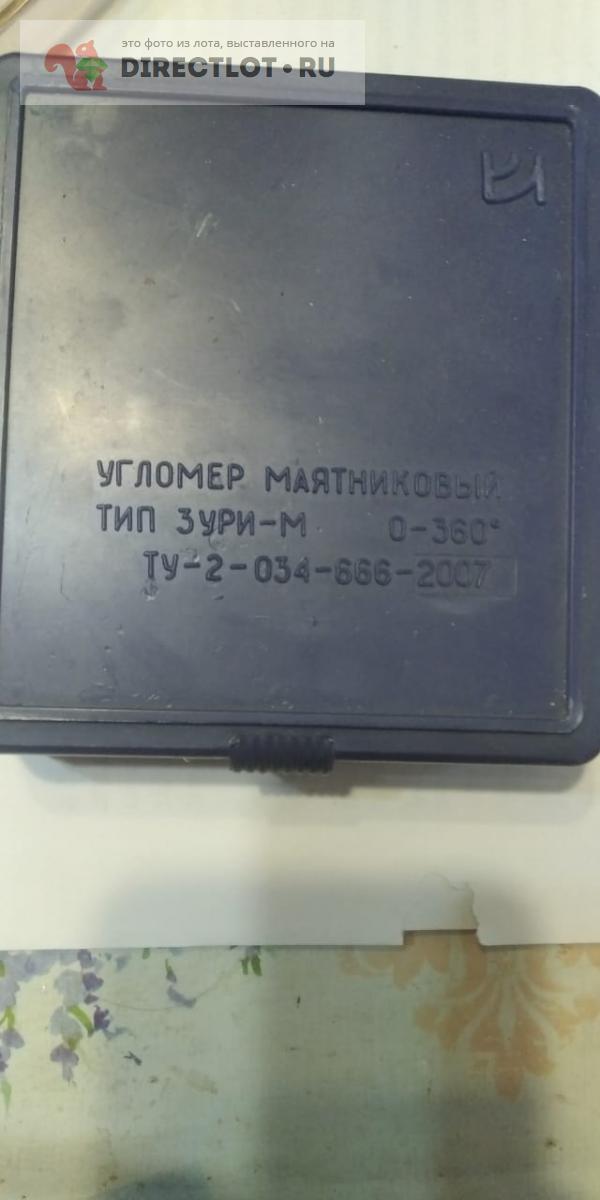 это фото из лота, выставленного на
DIRECTLOT•RU
УГЛОМЕР МАЯТНИКОВЫЙ
ТИП 3УРИ-М 0-360°
ТУ-2-034-666-2007